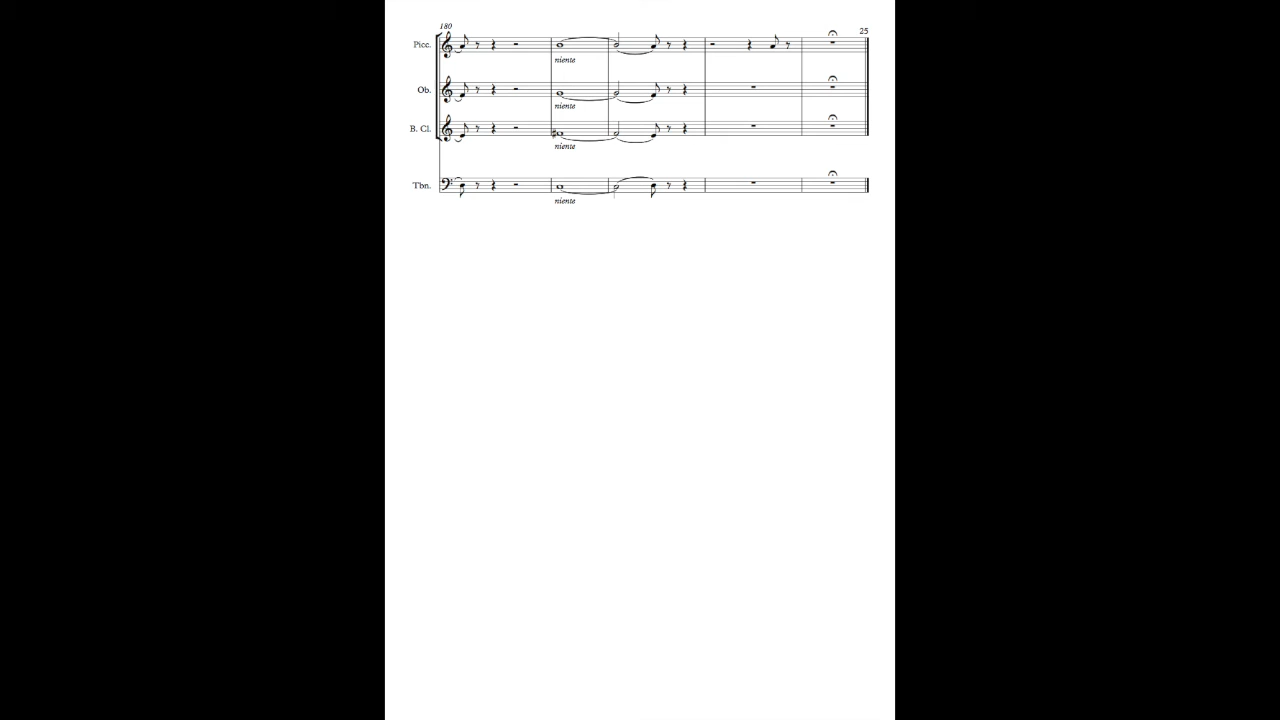 180
25
Picc.
niente
Ob.
niente
B. Cl.
niente
Tbn.
niente